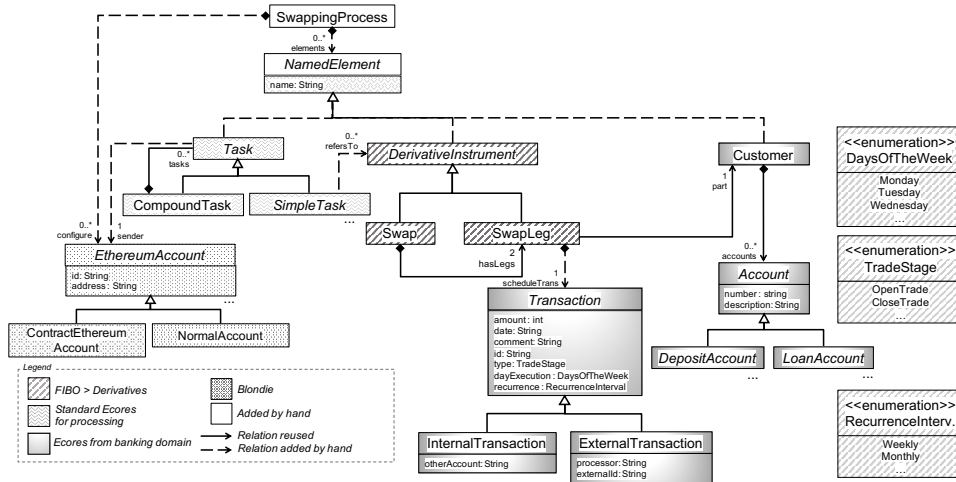 SwappingProcess
0..*
elements
NamedElement
name: String
Task
0..*
tasks
0..*
refersTo
DerivativeInstrument
Customer
1
part
<<enumeration>>
DaysOfTheWeek
Monday
Tuesday
Wednesday
...
CompoundTask
SimpleTask
...
Swap
SwapLeg
2
hasLegs
0..*
configure
1
sender
EthereumAccount
id: String
address: String
...
ContractEthereum
Account
NormalAccount
1
scheduleTrans
0..*
accounts
Account
number : string
description: String
DepositAccount
...
LoanAccount
...
<<enumeration>>
TradeStage
OpenTrade
CloseTrade
...
Transaction
amount : int
date: String
comment: String
id: String
type: TradeStage
dayExecution : DaysOfTheWeek
recurrence : RecurrenceInterval
InternalTransaction
otherAccount: String
ExternalTransaction
processor: String
externalId: String
<<enumeration>>
RecurrenceInterv.
Weekly
Monthly
...
Legend
FIBO > Derivatives
Blondie
Standard Ecores
for processing
Added by hand
Ecores from banking domain
Relation reused
Relation added by hand